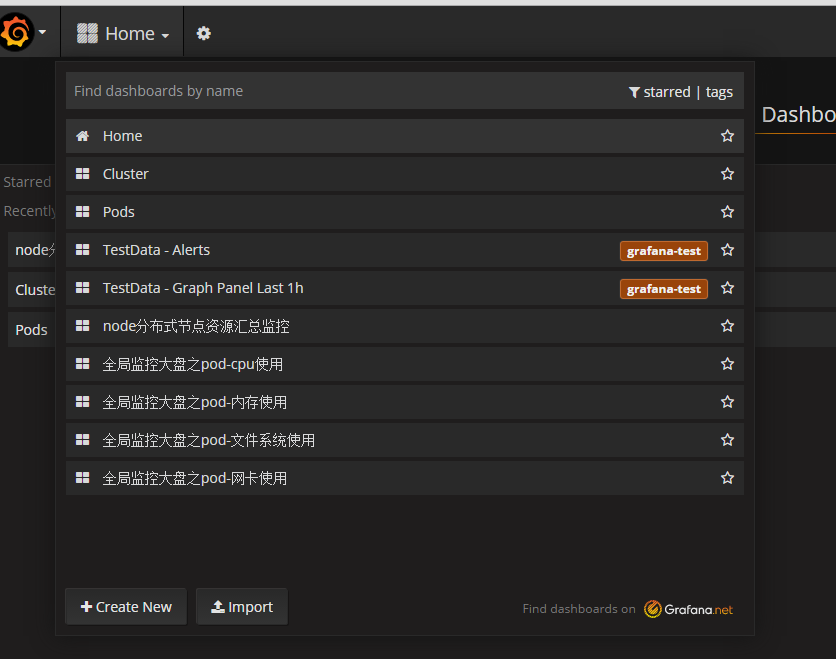 Home
Find dashboards by name
starred | tags
Dashbo
Home
Cluster
Pods
TestData - Alerts
grafana-test
TestData - Graph Panel Last 1h
grafana-test
node分布式节点资源汇总监控
全局监控大盘之pod-cpu使用
全局监控大盘之pod-内存使用
全局监控大盘之pod-文件系统使用
全局监控大盘之pod-网卡使用
Starred
Recently
node分
Cluste
Pods
Create New
Import
Find dashboards on Grafana.net